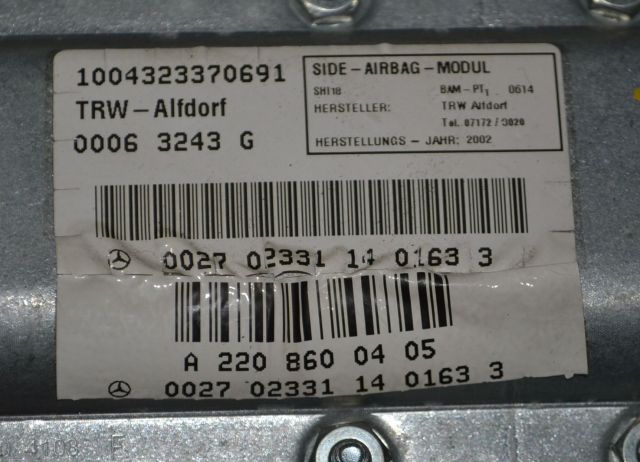 1004323370691
TRW-Alfdorf
0006 3243 G
SIDE-AIRBAG-MODUL
SHI18 BAM-PT1 0614
HERSTELLER: TRW Alfdorf
Tel. 07172/3020
HERSTELLUNGS-JAHR: 2002
0027 02331 14 0163 3
A 220 860 04 05
0027 02331 14 0163 3